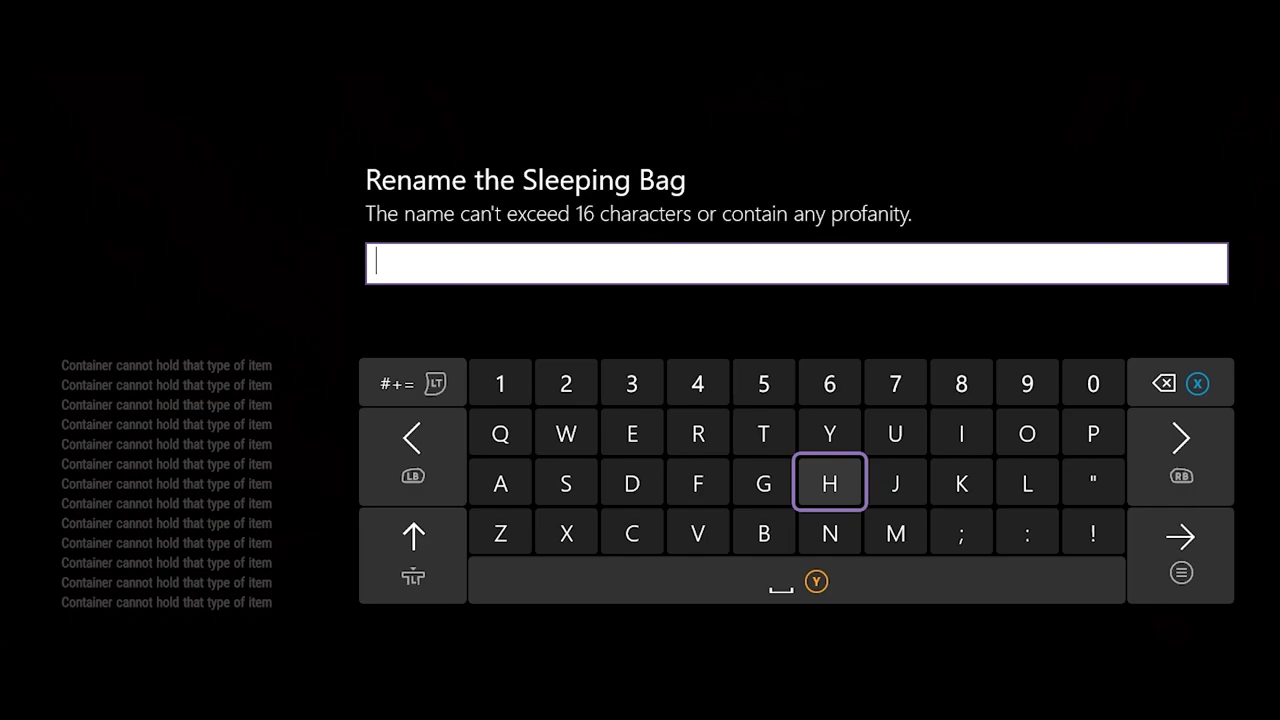 Rename the Sleeping Bag
The name can't exceed 16 characters or contain any profanity.
Container cannot hold that type of item
Container cannot hold that type of item
Container cannot hold that type of item
Container cannot hold that type of item
Container cannot hold that type of item
Container cannot hold that type of item
Container cannot hold that type of item
Container cannot hold that type of item
Container cannot hold that type of item
Container cannot hold that type of item
Container cannot hold that type of item
Container cannot hold that type of item
Container cannot hold that type of item
#+= LT 1 2 3 4 5 6 7 8 9 0 X
Q W E R T Y U I O P
LB A S D F G H J K L " RB
Z X C V B N M ; : !
LT Y